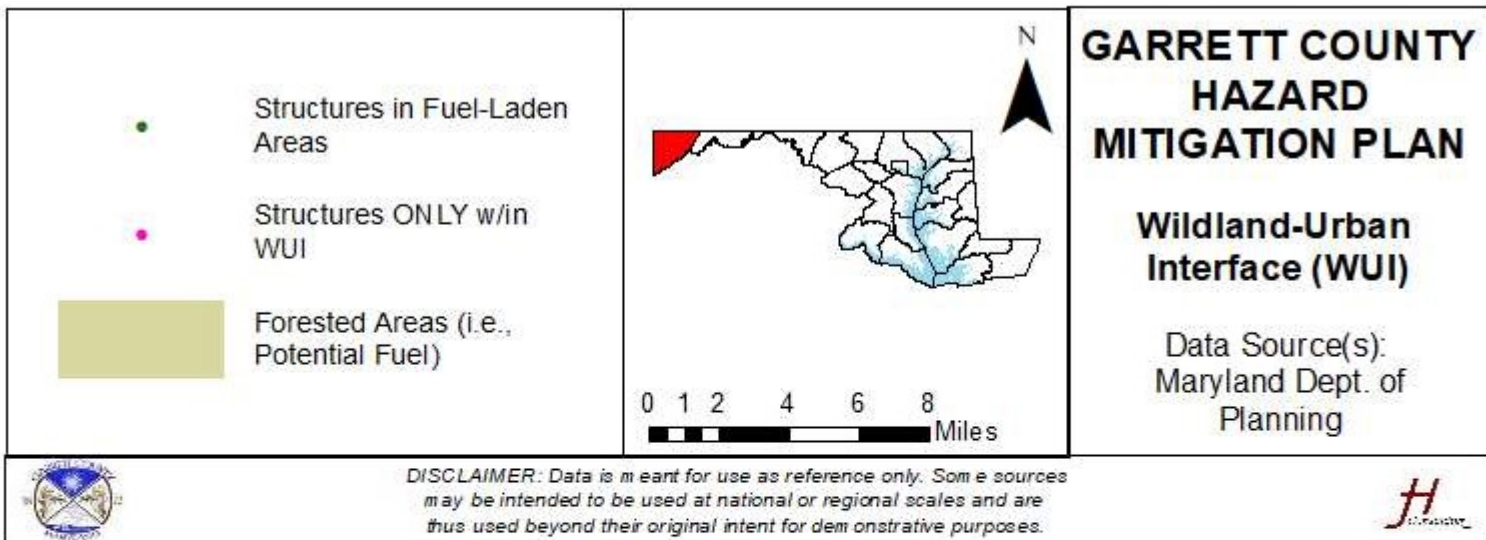 Structures in Fuel-Laden
Areas
Structures ONLY w/in
WUI
Forested Areas (i.e.,
Potential Fuel)
N
0 1 2 4 6 8
Miles
GARRETT COUNTY
HAZARD
MITIGATION PLAN
Wildland-Urban
Interface (WUI)
Data Source(s):
Maryland Dept. of
Planning
DISCLAIMER: Data is meant for use as reference only. Some sources
may be intended to be used at national or regional scales and are
thus used beyond their original intent for demonstrative purposes.